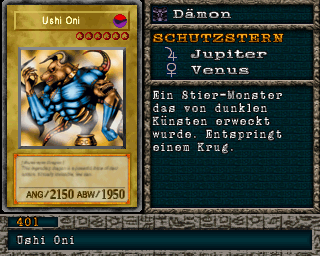 Ushi Oni
ANG/2150 ABW/1950
Dämon
SCHUTZSTERN
Jupiter
Venus
Ein Stier-Monster
das von dunklen
Künsten erweckt
wurde. Entspringt
einem Krug.
401
Ushi Oni